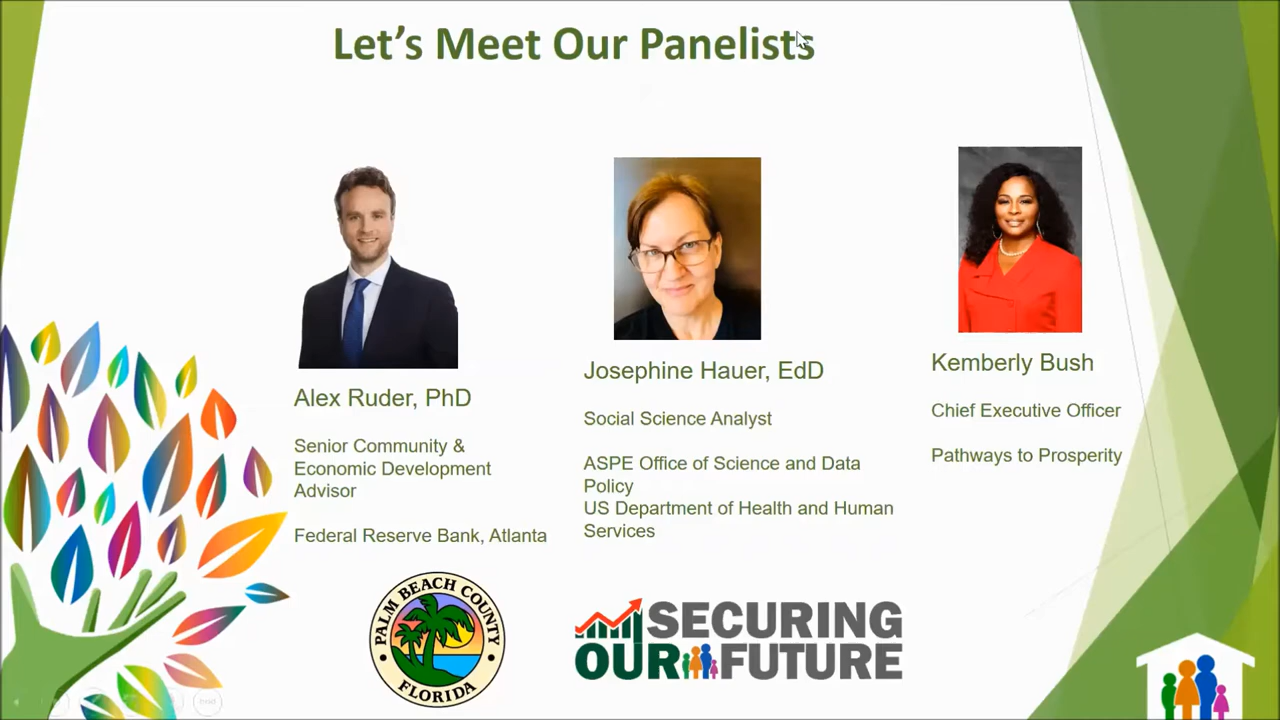 Let's Meet Our Panelists
Alex Ruder, PhD
Senior Community &
Economic Development
Advisor
Federal Reserve Bank, Atlanta
Josephine Hauer, EdD
Social Science Analyst
ASPE Office of Science and Data
Policy
US Department of Health and Human
Services
Kemberly Bush
Chief Executive Officer
Pathways to Prosperity
PALM BEACH COUNTY
FLORIDA
SECURING
OUR FUTURE